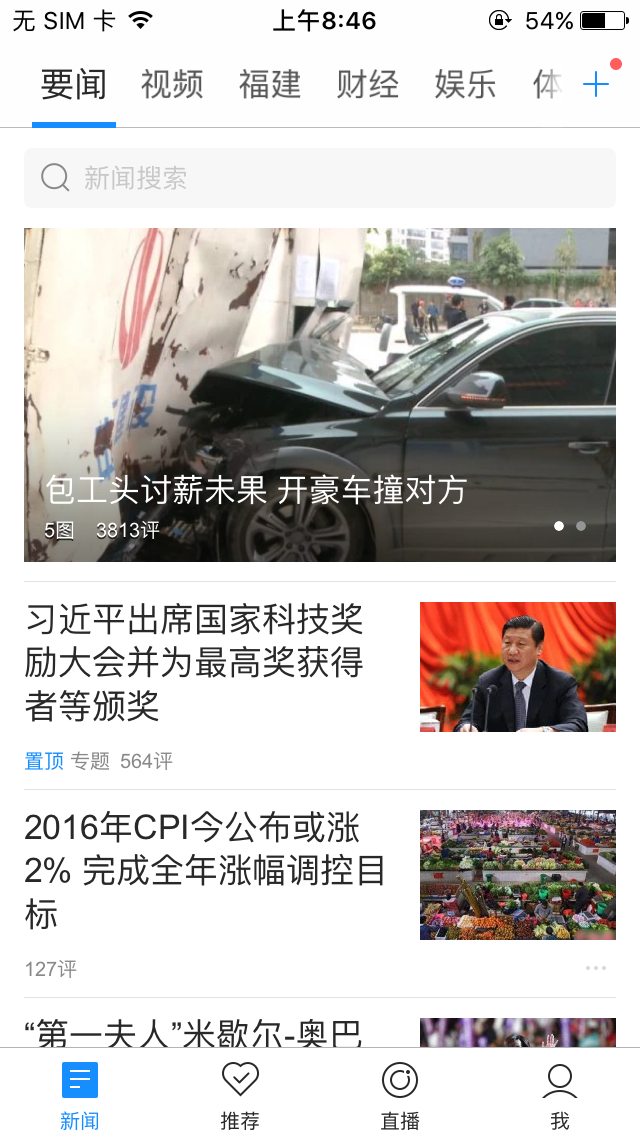 无 SIM 卡
上午8:46
54%
要闻 视频 福建 财经 娱乐 体
新闻搜索
建设
包工头讨薪未果 开豪车撞对方
5图 3813评
习近平出席国家科技奖
励大会并为最高奖获得
者等颁奖
置顶 专题 564评
2016年CPI今公布或涨
2% 完成全年涨幅调控目
标
127评
“第一夫人”米歇尔-奥巴
新闻 推荐 直播 我